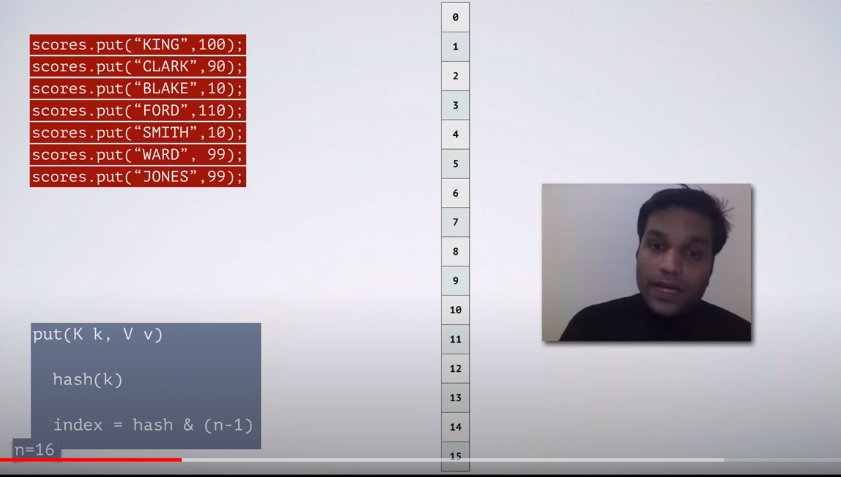 scores.put(“KING”,100);
scores.put(“CLARK”,90);
scores.put(“BLAKE”,10);
scores.put(“FORD”,110);
scores.put(“SMITH”,10);
scores.put(“WARD”, 99);
scores.put(“JONES”,99);
put(K k, V v)
hash(k)
index = hash & (n-1)
n=16
0
1
2
3
4
5
6
7
8
9
10
11
12
13
14
15